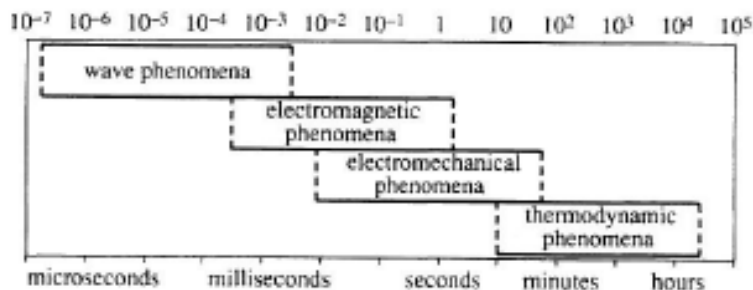 10⁻⁷ 10⁻⁶ 10⁻⁵ 10⁻⁴ 10⁻³ 10⁻² 10⁻¹ 1 10 10² 10³ 10⁴ 10⁵
wave phenomena
electromagnetic
phenomena
electromechanical
phenomena
thermodynamic
phenomena
microseconds milliseconds seconds minutes hours